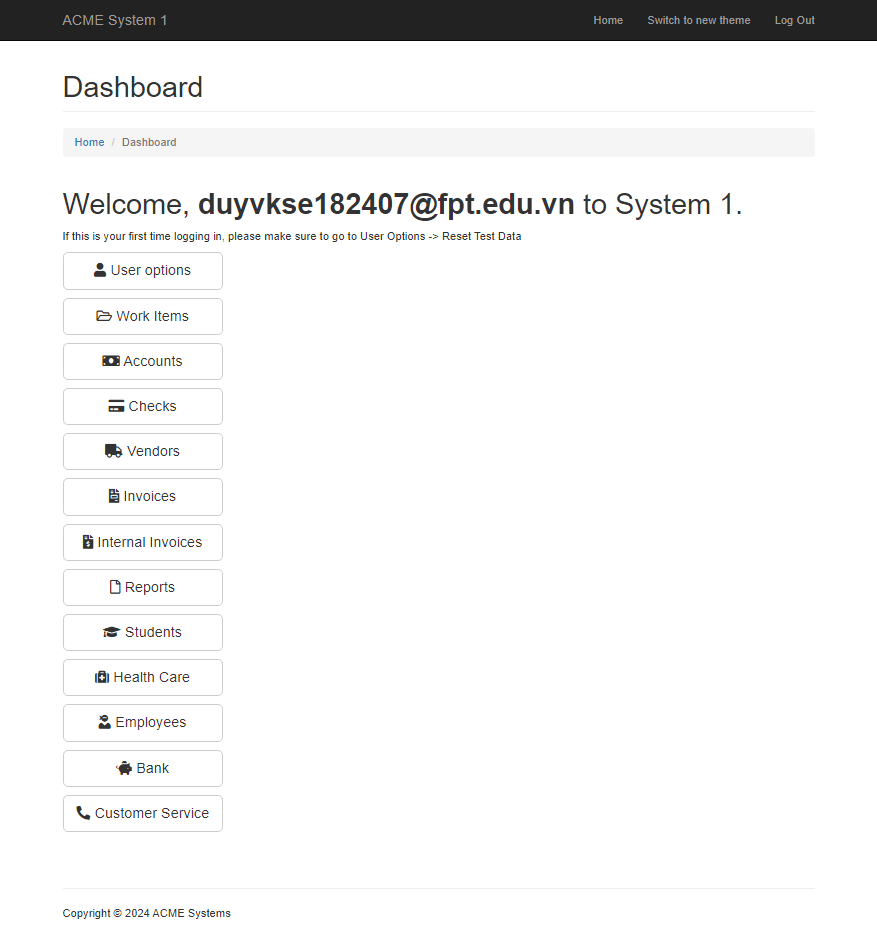 ACME System 1
Home Switch to new theme Log Out
Dashboard
Home / Dashboard
Welcome, duyvkse182407@fpt.edu.vn to System 1.
If this is your first time logging in, please make sure to go to User Options -> Reset Test Data
User options
Work Items
Accounts
Checks
Vendors
Invoices
Internal Invoices
Reports
Students
Health Care
Employees
Bank
Customer Service
Copyright © 2024 ACME Systems